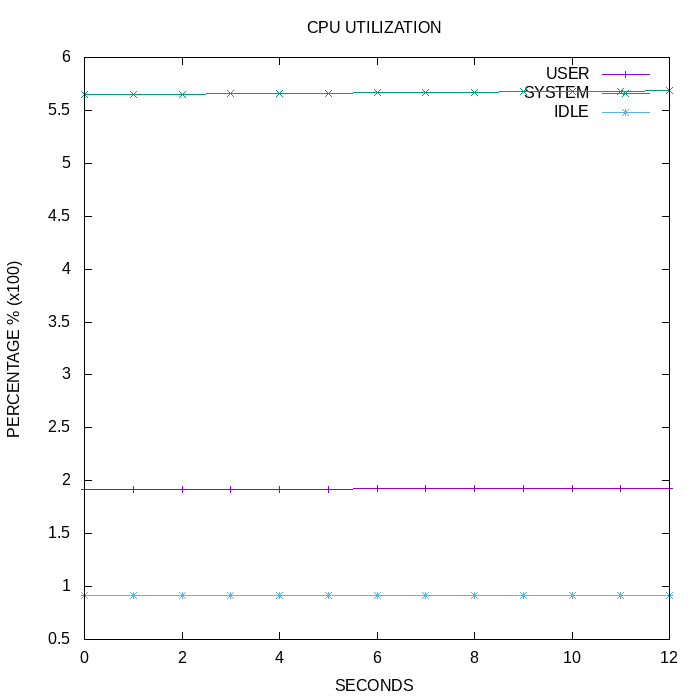 CPU UTILIZATION
6
USER
SYSTEM
IDLE
5.5
5
4.5
4
3.5
3
2.5
2
1.5
1
0.5
PERCENTAGE % (x100)
0 2 4 6 8 10 12
SECONDS